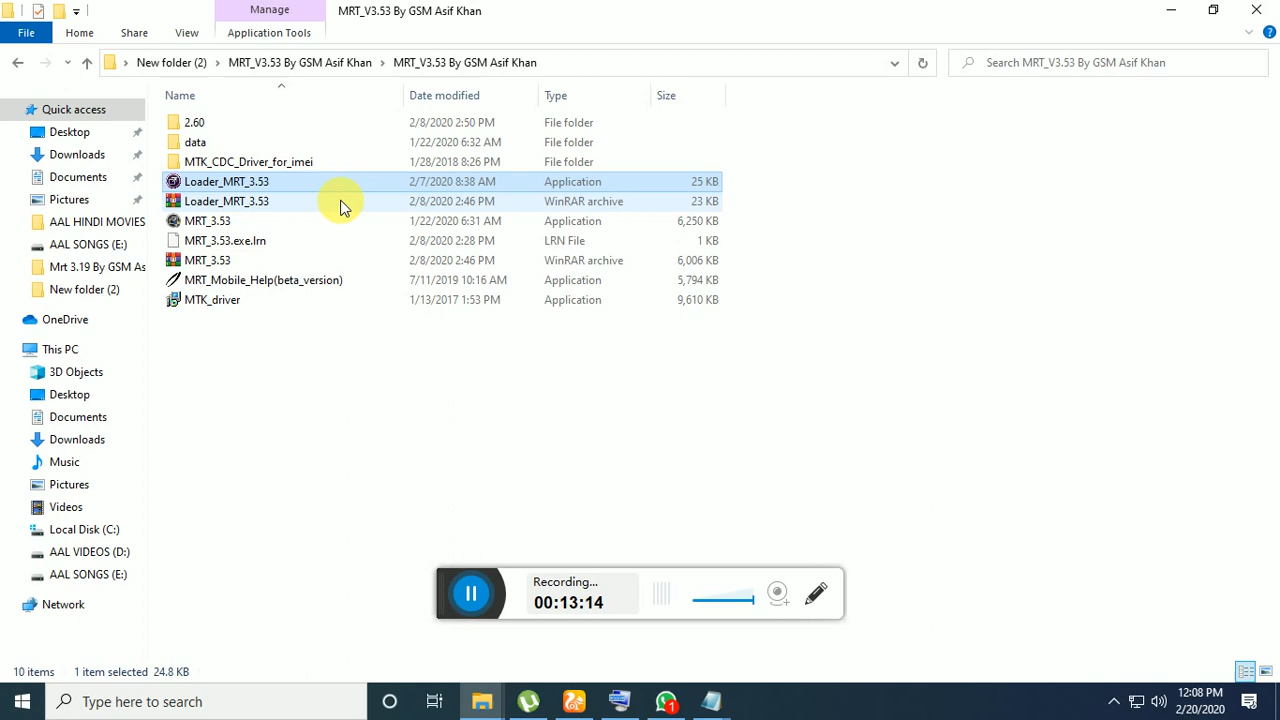 Manage
MRT_V3.53 By GSM Asif Khan
File
Home
Share
View
Application Tools
New folder (2) > MRT_V3.53 By GSM Asif Khan > MRT_V3.53 By GSM Asif Khan
Search MRT_V3.53 By GSM Asif Khan
Quick access
Desktop
Downloads
Documents
Pictures
AAL HINDI MOVIES
AAL SONGS (E:)
Mrt 3.19 By GSM As
New folder (2)
OneDrive
This PC
3D Objects
Desktop
Documents
Downloads
Music
Pictures
Videos
Local Disk (C:)
AAL VIDEOS (D:)
AAL SONGS (E:)
Network
Name Date modified Type Size
2.60 2/8/2020 2:50 PM File folder
data 1/22/2020 6:32 AM File folder
MTK_CDC_Driver_for_imei 1/28/2018 8:26 PM File folder
Loader_MRT_3.53 2/7/2020 8:38 AM Application 25 KB
Loader_MRT_3.53 2/8/2020 2:46 PM WinRAR archive 23 KB
MRT_3.53 1/22/2020 6:31 AM Application 6,250 KB
MRT_3.53.exe.lrn 2/8/2020 2:28 PM LRN File 1 KB
MRT_3.53 2/8/2020 2:46 PM WinRAR archive 6,006 KB
MRT_Mobile_Help(beta_version) 7/11/2019 10:16 AM Application 5,794 KB
MTK_driver 1/13/2017 1:53 PM Application 9,610 KB
Recording...
00:13:14
10 items 1 item selected 24.8 KB
Type here to search
1
12:08 PM
2/20/2020